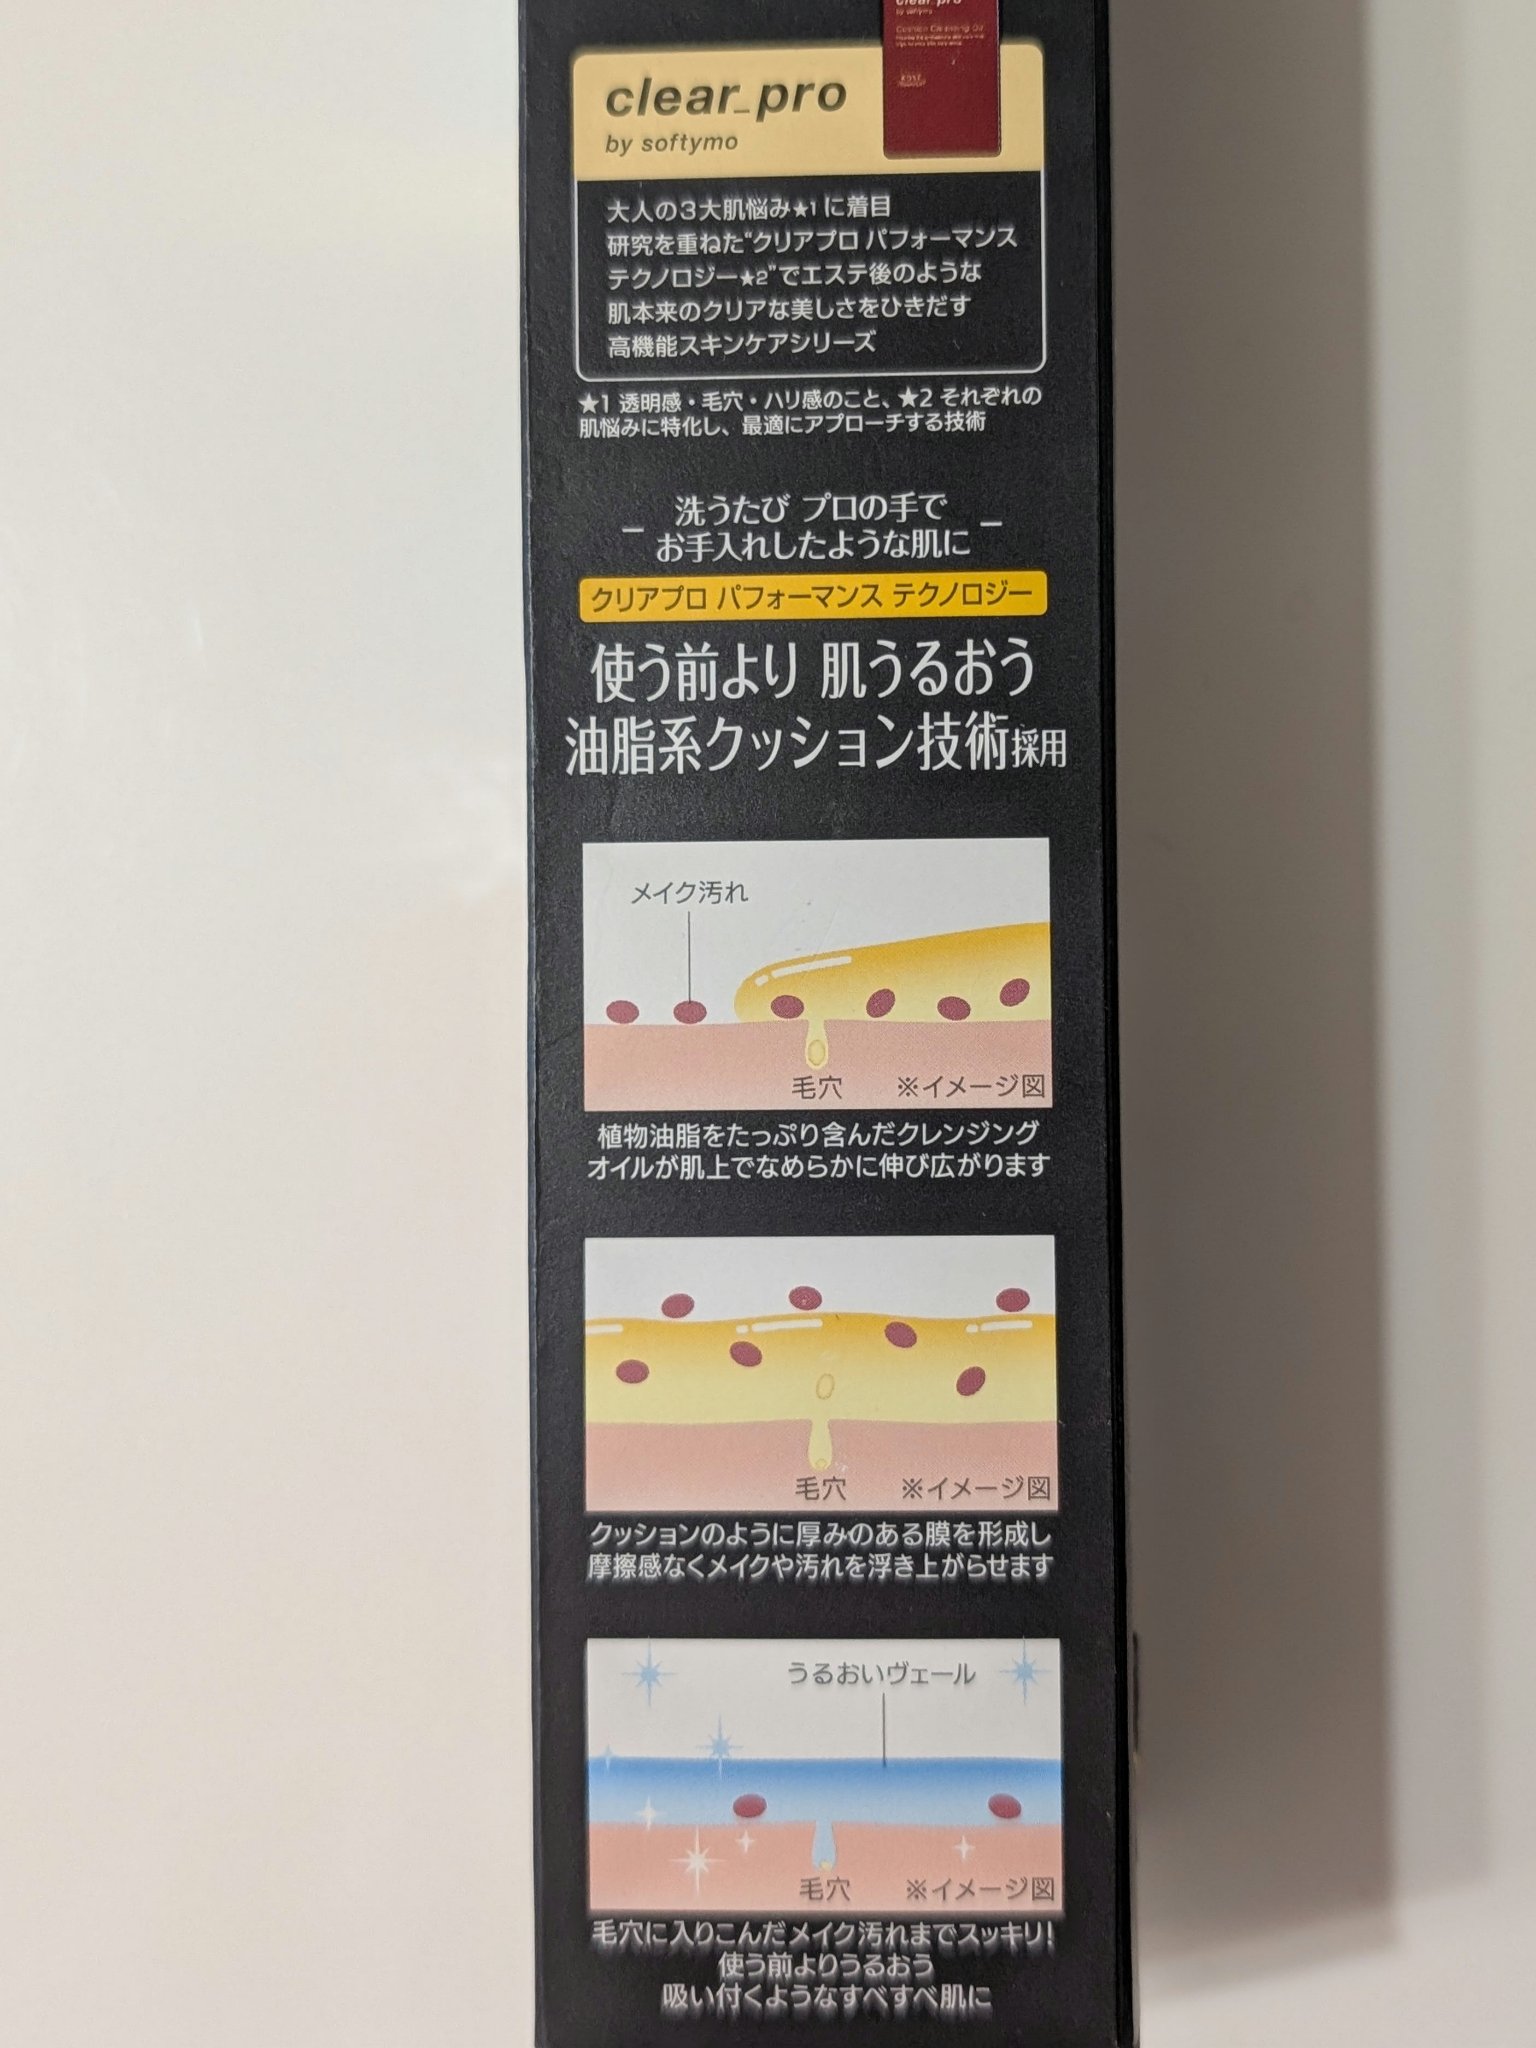 clear_pro
by softymo
Cushion Cleansing Oil
KOSÉ
clear_pro
by softymo
大人の3大肌悩み★1に着目
研究を重ねた“クリアプロ パフォーマンス
テクノロジー★2”でエステ後のような
肌本来のクリアな美しさをひきだす
高機能スキンケアシリーズ
★1 透明感・毛穴・ハリ感のこと、★2 それぞれの
肌悩みに特化し、最適にアプローチする技術
洗うたび プロの手で
お手入れしたような肌に
クリアプロ パフォーマンス テクノロジー
使う前より 肌うるおう
油脂系クッション技術採用
メイク汚れ
毛穴 ※イメージ図
植物油脂をたっぷり含んだクレンジング
オイルが肌上でなめらかに伸び広がります
毛穴 ※イメージ図
クッションのように厚みのある膜を形成し
摩擦感なくメイクや汚れを浮き上がらせます
うるおいヴェール
毛穴 ※イメージ図
毛穴に入りこんだメイク汚れまでスッキリ!
使う前よりうるおう
吸い付くようなすべすべ肌に